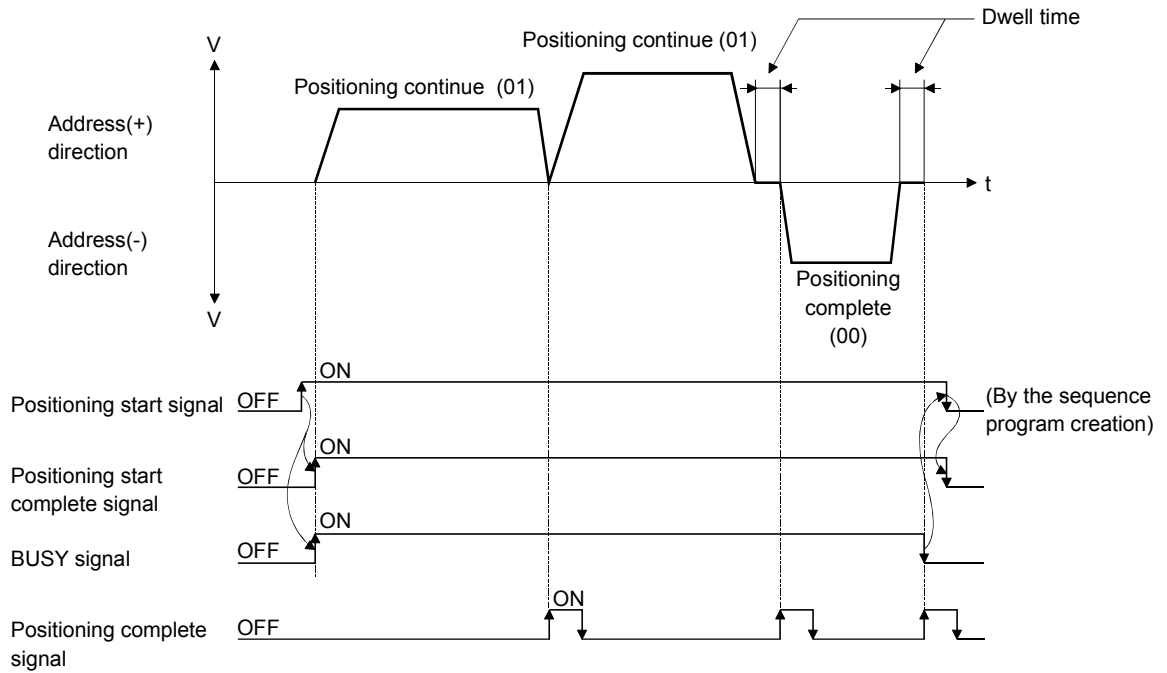 Dwell time
V
Positioning continue (01)
Positioning continue (01)
Address(+)
direction
t
Address(-)
direction
Positioning
complete
(00)
V
ON
Positioning start signal
OFF
(By the sequence
program creation)
ON
Positioning start
complete signal
OFF
ON
BUSY signal
OFF
ON
Positioning complete
signal
OFF